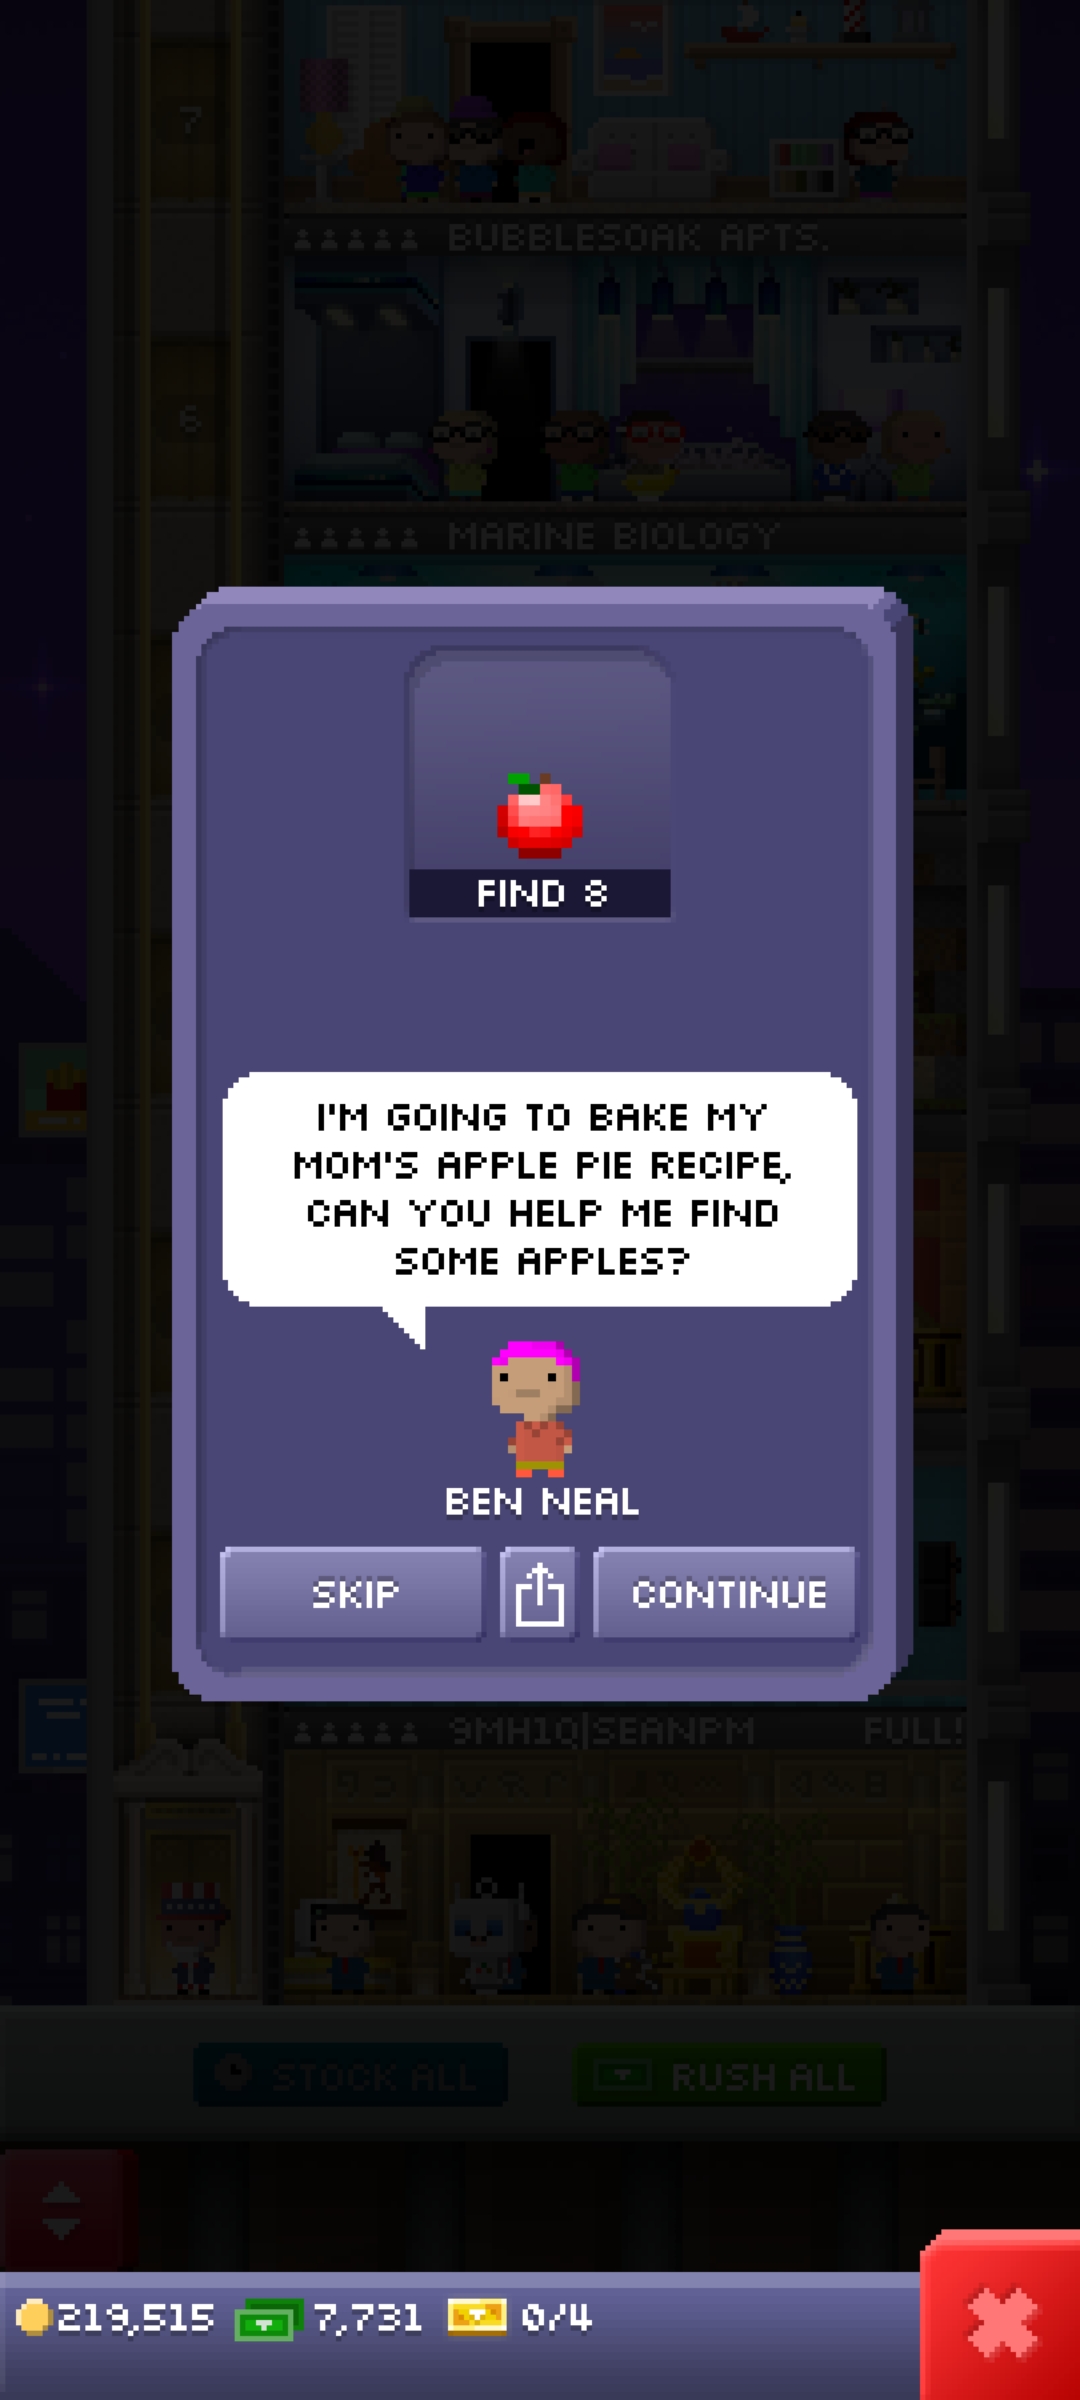 7
BUBBLESOAK APTS.
6
MARINE BIOLOGY
FIND 8
I'M GOING TO BAKE MY
MOM'S APPLE PIE RECIPE,
CAN YOU HELP ME FIND
SOME APPLES?
BEN NEAL
SKIP
CONTINUE
9MH1Q|SEANPM FULL!
STOCK ALL
RUSH ALL
219,515 7,731 0/4